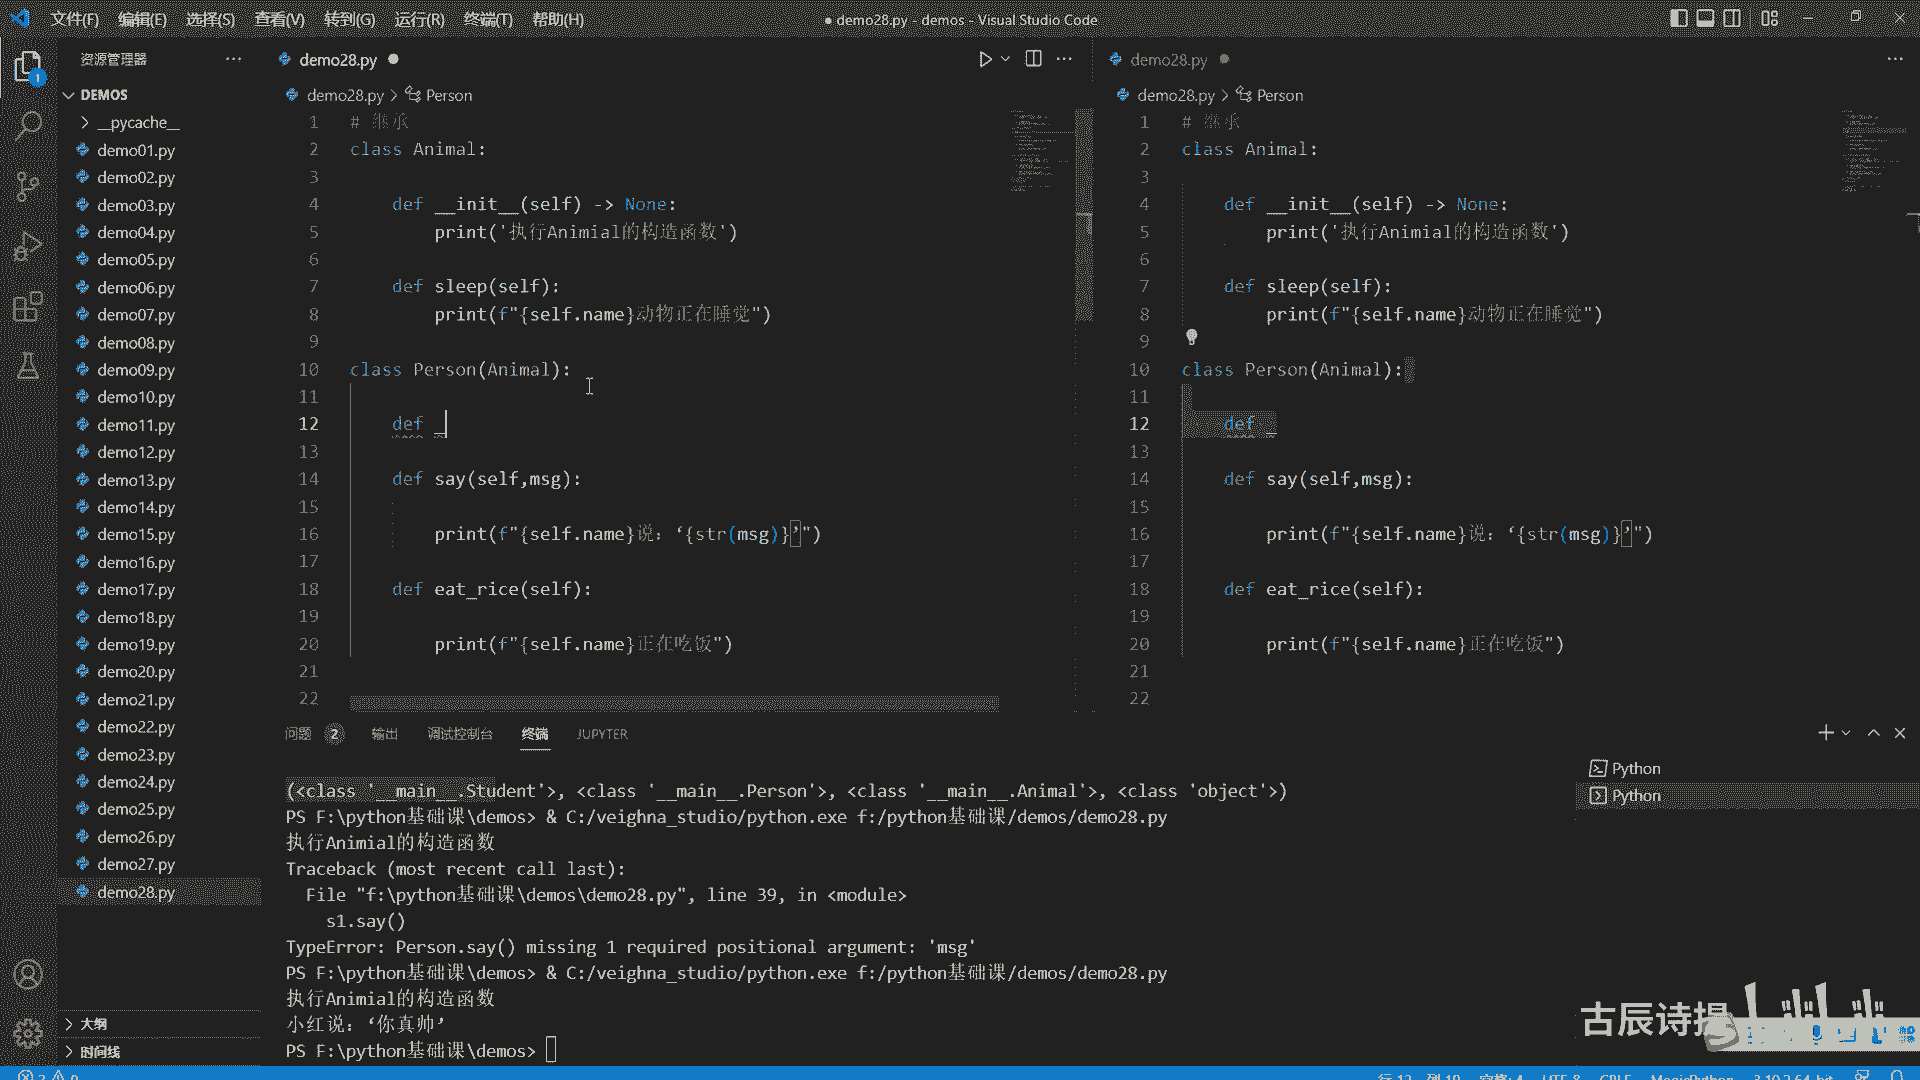 文件(F) 编辑(E) 选择(S) 查看(V) 转到(G) 运行(R) 终端(T) 帮助(H)
● demo28.py - demos - Visual Studio Code
资源管理器
1
DEMOS
__pycache__
demo01.py
demo02.py
demo03.py
demo04.py
demo05.py
demo06.py
demo07.py
demo08.py
demo09.py
demo10.py
demo11.py
demo12.py
demo13.py
demo14.py
demo15.py
demo16.py
demo17.py
demo18.py
demo19.py
demo20.py
demo21.py
demo22.py
demo23.py
demo24.py
demo25.py
demo26.py
demo27.py
demo28.py
大纲
时间线
demo28.py
demo28.py > Person
1 # 继承
2 class Animal:
3
4 def __init__(self) -> None:
5 print('执行Animial的构造函数')
6
7 def sleep(self):
8 print(f"{self.name}动物正在睡觉")
9
10 class Person(Animal):
11
12 def _
13
14 def say(self,msg):
15
16 print(f"{self.name}说：‘{str(msg)}’")
17
18 def eat_rice(self):
19
20 print(f"{self.name}正在吃饭")
21
22
demo28.py
demo28.py > Person
1 # 继承
2 class Animal:
3
4 def __init__(self) -> None:
5 print('执行Animial的构造函数')
6
7 def sleep(self):
8 print(f"{self.name}动物正在睡觉")
9
10 class Person(Animal):
11
12 def _
13
14 def say(self,msg):
15
16 print(f"{self.name}说：‘{str(msg)}’")
17
18 def eat_rice(self):
19
20 print(f"{self.name}正在吃饭")
21
22
问题 2 输出 调试控制台 终端 JUPYTER
(<class '__main__.Student'>, <class '__main__.Person'>, <class '__main__.Animal'>, <class 'object'>)
PS F:\python基础课\demos> & C:/veighna_studio/python.exe f:/python基础课/demos/demo28.py
执行Animial的构造函数
Traceback (most recent call last):
File "f:\python基础课\demos\demo28.py", line 39, in <module>
s1.say()
TypeError: Person.say() missing 1 required positional argument: 'msg'
PS F:\python基础课\demos> & C:/veighna_studio/python.exe f:/python基础课/demos/demo28.py
执行Animial的构造函数
小红说：‘你真帅’
PS F:\python基础课\demos>
Python
Python
古辰诗提